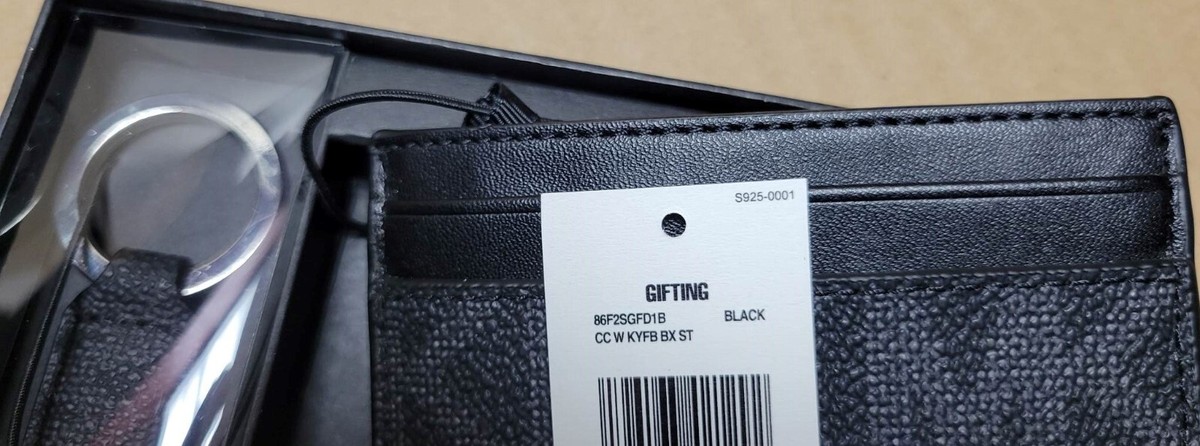 S925-0001
GIFTING
86F2SGFD1B BLACK
CC W KYFB BX ST